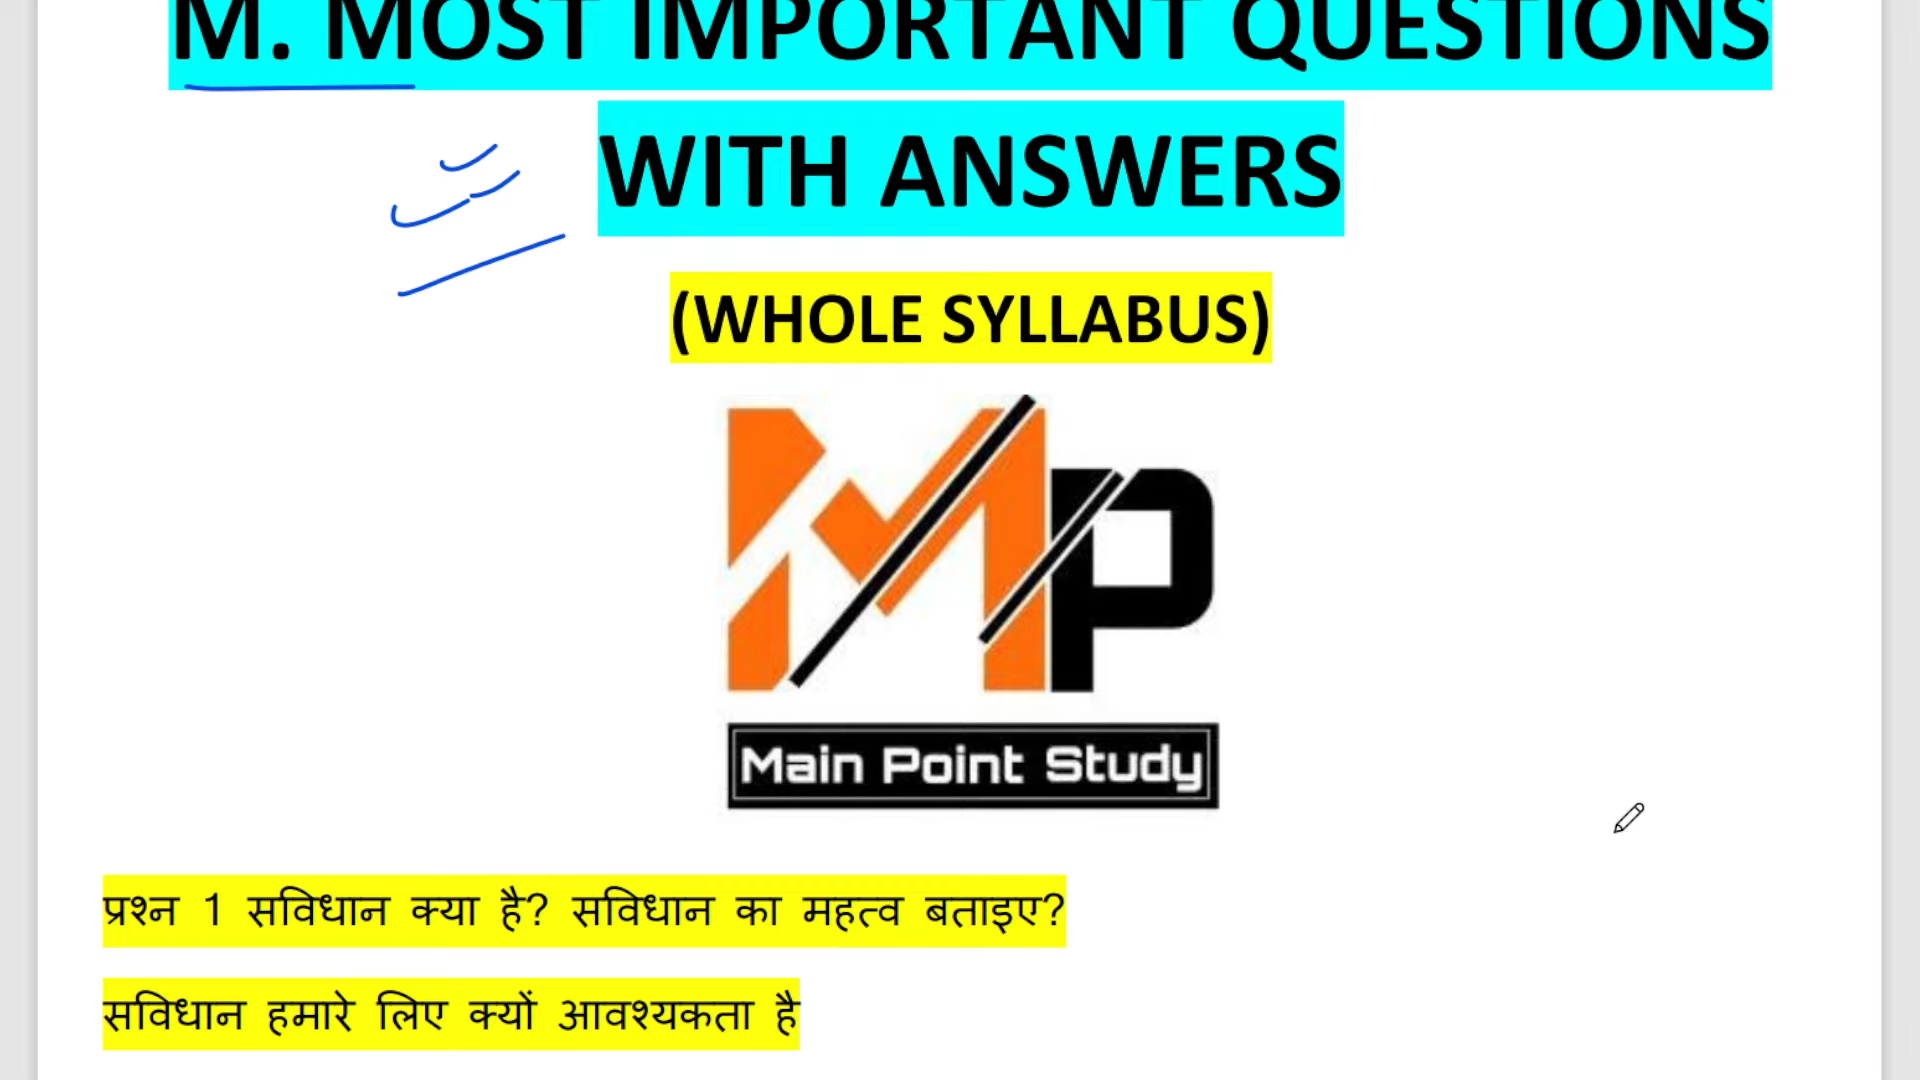 M. MOST IMPORTANT QUESTIONS
WITH ANSWERS
(WHOLE SYLLABUS)
MP
Main Point Study
प्रश्न 1 सविधान क्या है? सविधान का महत्व बताइए?
सविधान हमारे लिए क्यों आवश्यकता है